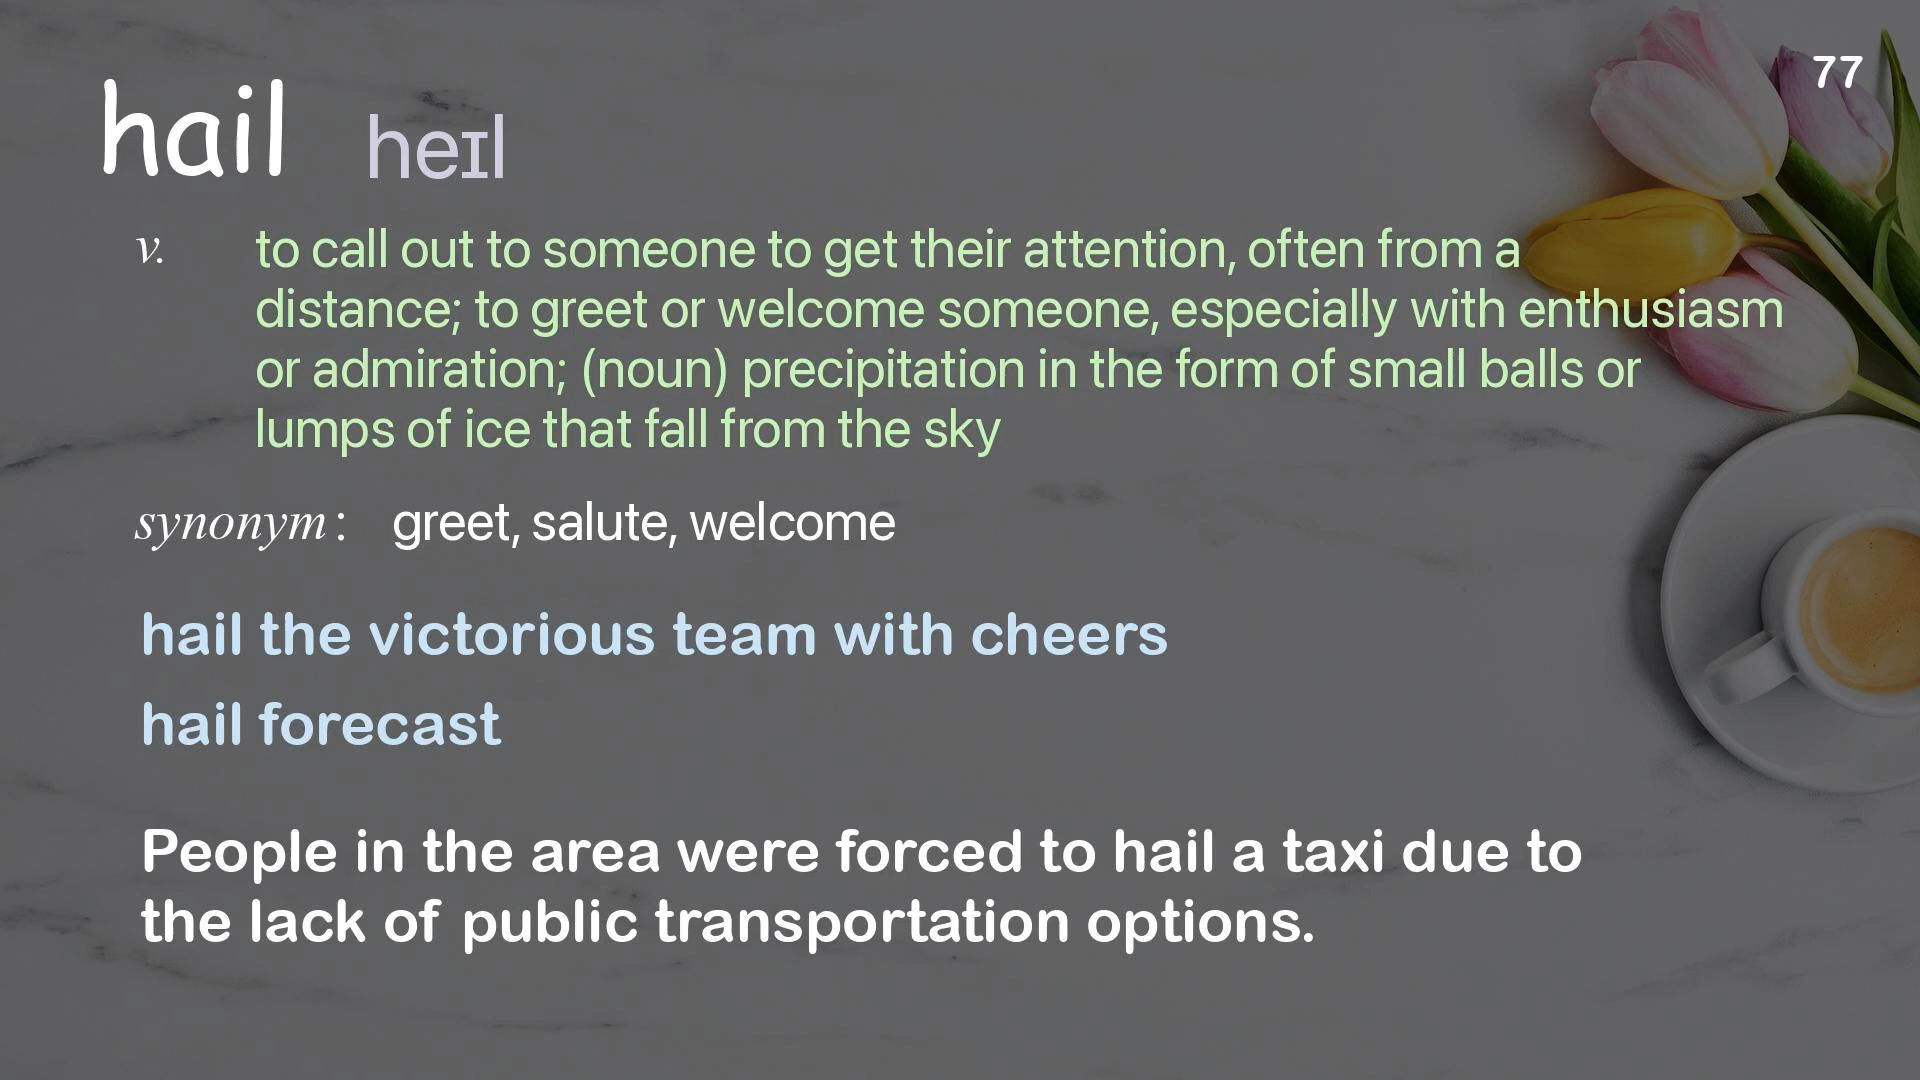 77
hail heɪl
v. to call out to someone to get their attention, often from a
distance; to greet or welcome someone, especially with enthusiasm
or admiration; (noun) precipitation in the form of small balls or
lumps of ice that fall from the sky
synonym : greet, salute, welcome
hail the victorious team with cheers
hail forecast
People in the area were forced to hail a taxi due to
the lack of public transportation options.